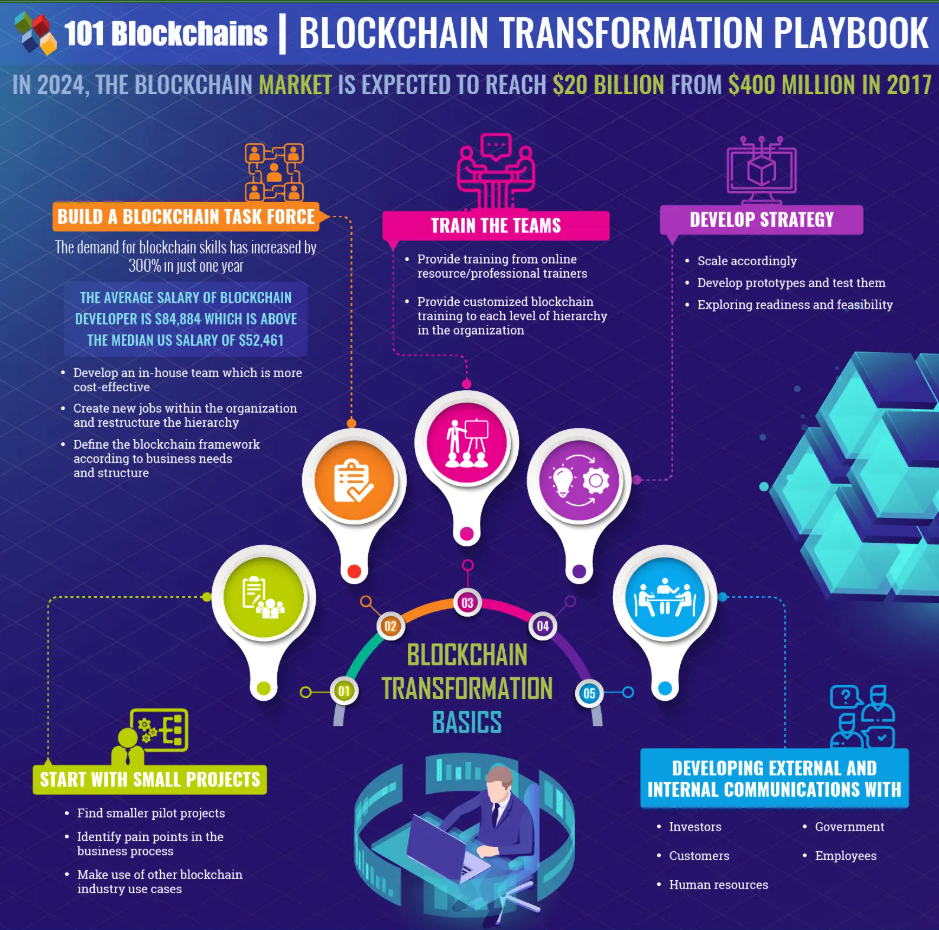 101 Blockchains | BLOCKCHAIN TRANSFORMATION PLAYBOOK
IN 2024, THE BLOCKCHAIN MARKET IS EXPECTED TO REACH $20 BILLION FROM $400 MILLION IN 2017
BUILD A BLOCKCHAIN TASK FORCE
The demand for blockchain skills has increased by
300% in just one year
THE AVERAGE SALARY OF BLOCKCHAIN
DEVELOPER IS $84,884 WHICH IS ABOVE
THE MEDIAN US SALARY OF $52,461
• Develop an in-house team which is more
cost-effective
• Create new jobs within the organization
and restructure the hierarchy
• Define the blockchain framework
according to business needs
and structure
TRAIN THE TEAMS
• Provide training from online
resource/professional trainers
• Provide customized blockchain
training to each level of hierarchy
in the organization
DEVELOP STRATEGY
• Scale accordingly
• Develop prototypes and test them
• Exploring readiness and feasibility
01
02
03
04
05
BLOCKCHAIN
TRANSFORMATION
BASICS
START WITH SMALL PROJECTS
• Find smaller pilot projects
• Identify pain points in the
business process
• Make use of other blockchain
industry use cases
?
DEVELOPING EXTERNAL AND
INTERNAL COMMUNICATIONS WITH
• Investors
• Customers
• Human resources
• Government
• Employees